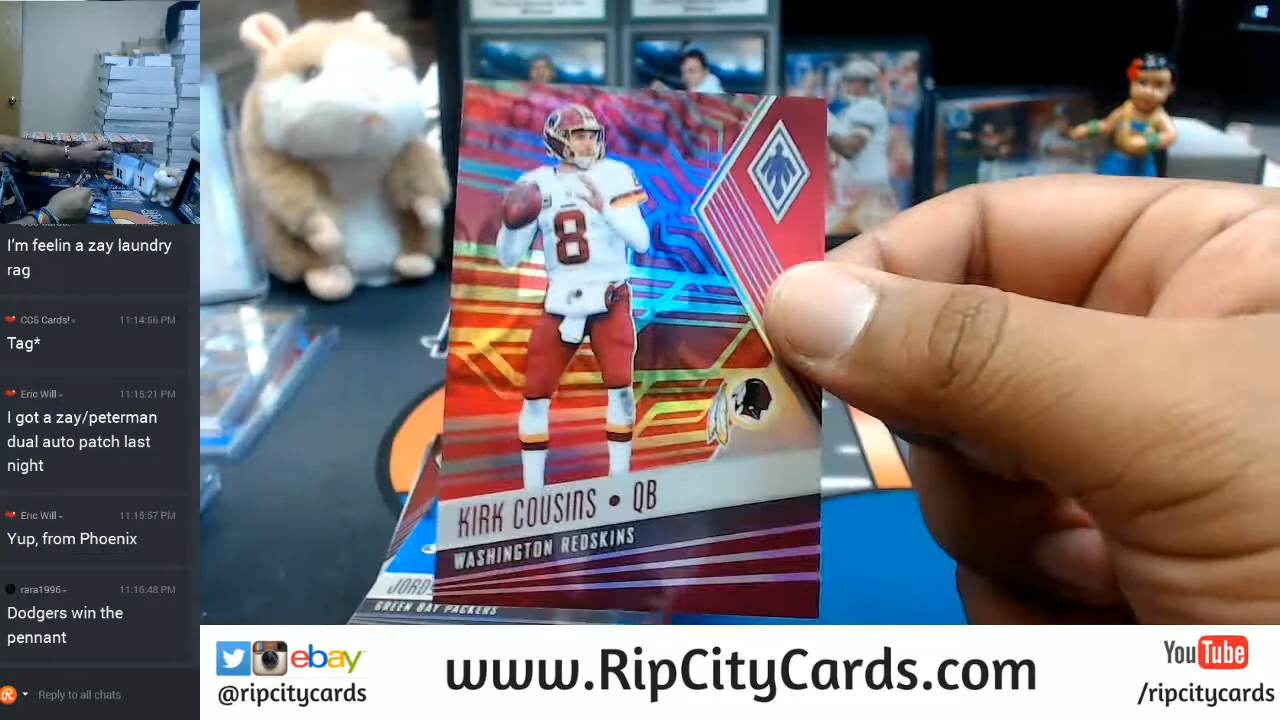 I'm feelin a zay laundry
rag
CC5 Cards!
11:14:56 PM
Tag*
Eric Will
11:15:21 PM
I got a zay/peterman
dual auto patch last
night
Eric Will
11:15:57 PM
Yup, from Phoenix
rara1996
11:16:48 PM
Dodgers win the
pennant
Reply to all chats
8
KIRK COUSINS • QB
WASHINGTON REDSKINS
GREEN BAY PACKERS
ebay
@ripcitycards
www.RipCityCards.com
YouTube
/ripcitycards